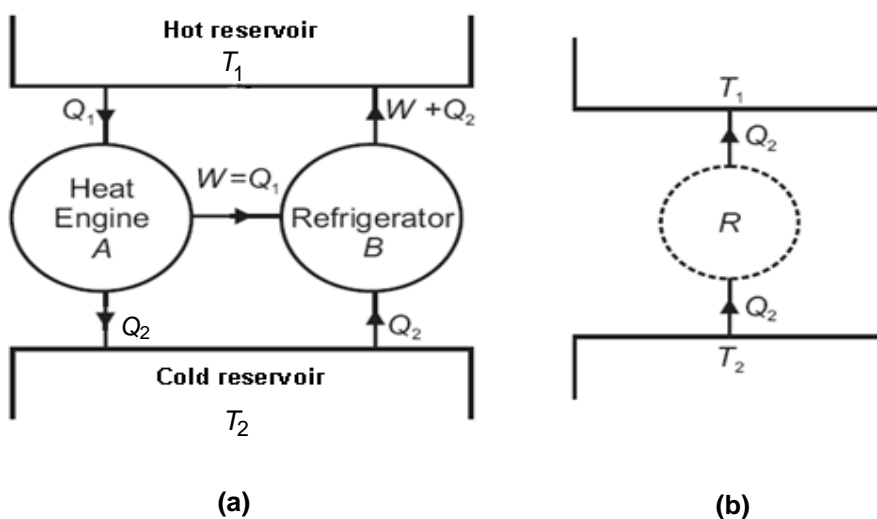 Hot reservoir
T₁
Q₁
W + Q₂
Heat
Engine
A
W = Q₁
Refrigerator
B
Q₂
Q₂
Cold reservoir
T₂
(a)
T₁
Q₂
R
Q₂
T₂
(b)